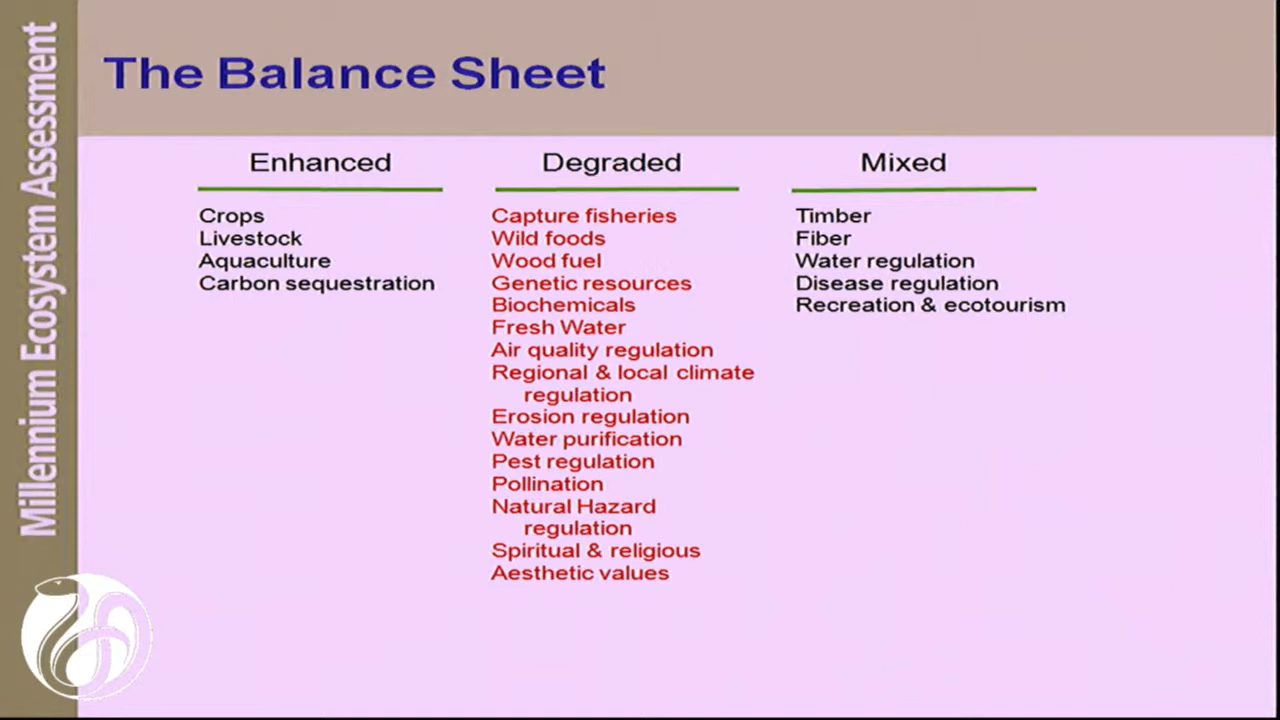 Millennium Ecosystem Assessment
The Balance Sheet
Enhanced
Crops
Livestock
Aquaculture
Carbon sequestration
Degraded
Capture fisheries
Wild foods
Wood fuel
Genetic resources
Biochemicals
Fresh Water
Air quality regulation
Regional & local climate
regulation
Erosion regulation
Water purification
Pest regulation
Pollination
Natural Hazard
regulation
Spiritual & religious
Aesthetic values
Mixed
Timber
Fiber
Water regulation
Disease regulation
Recreation & ecotourism